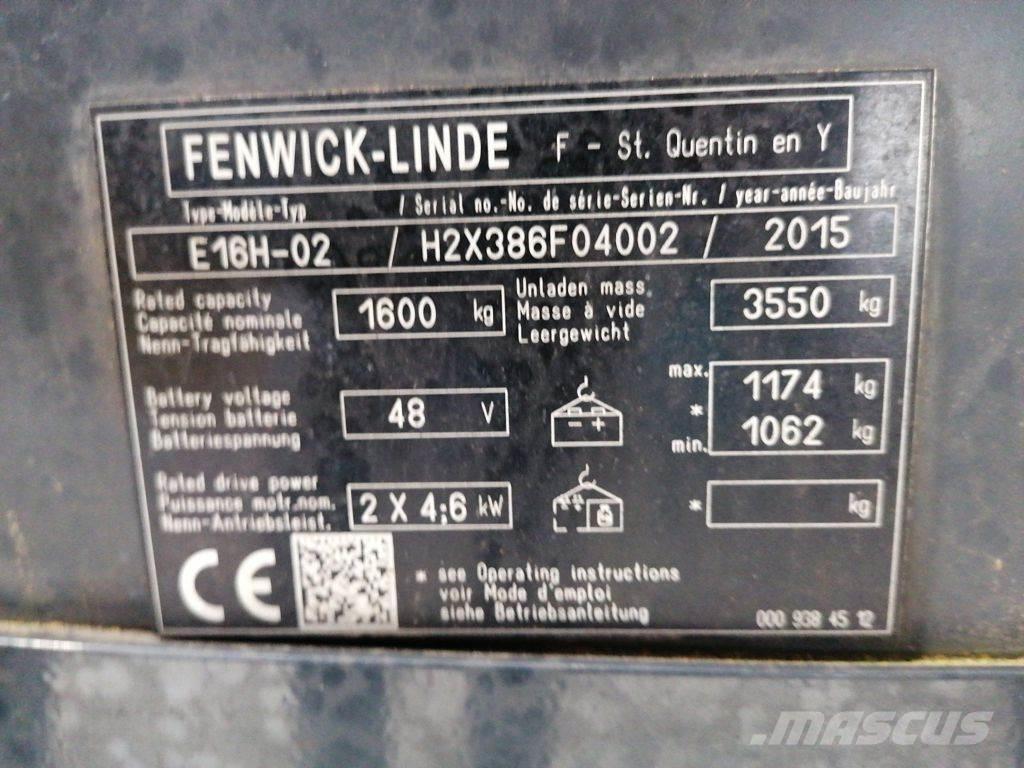 FENWICK-LINDE F - St. Quentin en Y
Type-Modèle-Typ / Serial no.-No. de série-Serien-Nr. / year-année-Baujahr
E16H-02 / H2X386F04002 / 2015
Rated capacity
Capacité nominale
Nenn-Tragfähigkeit
1600 kg
Unladen mass
Masse à vide
Leergewicht
3550 kg
Battery voltage
Tension batterie
Batteriespannung
48 V
- +
max. 1174 kg
*
min. 1062 kg
Rated drive power
Puissance motr.nom.
Nenn-Antriebsleist.
2 X 4;6 kW
* kg
CE
* see Operating instructions
voir Mode d'emploi
siehe Betriebsanleitung
000 938 45 12
.MASCUS